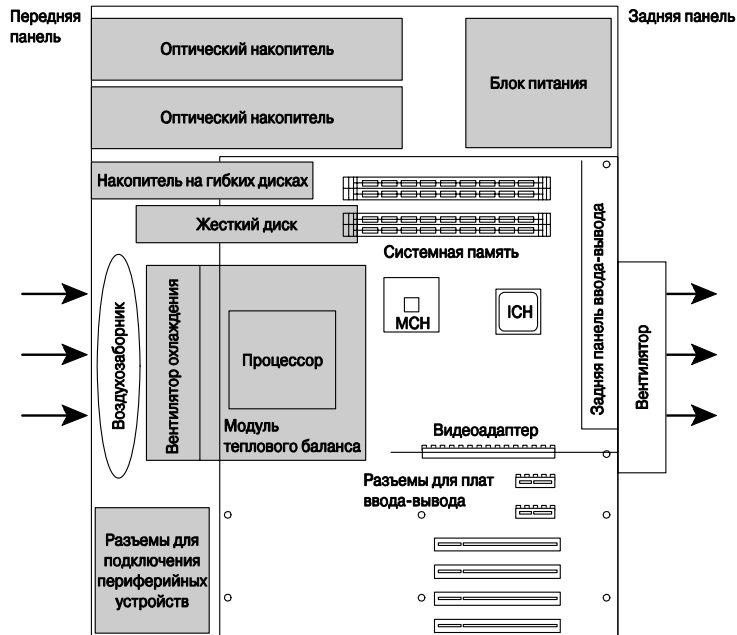 Передняя
панель
Задняя панель
Оптический накопитель
Блок питания
Оптический накопитель
Накопитель на гибких дисках
Жесткий диск
Системная память
Задняя панель ввода-вывода
MCH
ICH
Воздухозаборник
Вентилятор охлаждения
Процессор
Вентилятор
Модуль
теплового баланса
Видеоадаптер
Разъемы для плат
ввода-вывода
Разъемы для
подключения
периферийных
устройств